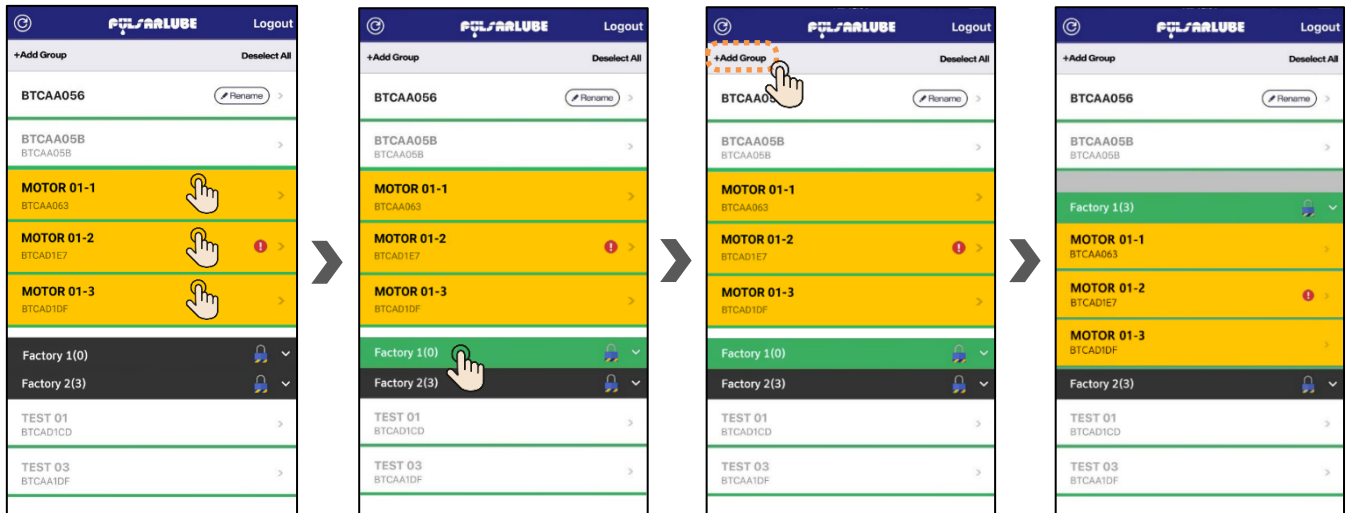 PULSARLUBE Logout
+Add Group Deselect All
BTCAA056 Rename
BTCAA05B
BTCAA05B
MOTOR 01-1
BTCAA063
MOTOR 01-2
BTCAD1E7
MOTOR 01-3
BTCAD1DF
Factory 1(0)
Factory 2(3)
TEST 01
BTCAD1CD
TEST 03
BTCAA1DF
PULSARLUBE Logout
+Add Group Deselect All
BTCAA056 Rename
BTCAA05B
BTCAA05B
MOTOR 01-1
BTCAA063
MOTOR 01-2
BTCAD1E7
MOTOR 01-3
BTCAD1DF
Factory 1(0)
Factory 2(3)
TEST 01
BTCAD1CD
TEST 03
BTCAA1DF
PULSARLUBE Logout
+Add Group Deselect All
Rename
BTCAA05B
BTCAA05B
MOTOR 01-1
BTCAA063
MOTOR 01-2
BTCAD1E7
MOTOR 01-3
BTCAD1DF
Factory 1(0)
Factory 2(3)
TEST 01
BTCAD1CD
TEST 03
BTCAA1DF
PULSARLUBE Logout
+Add Group Deselect All
BTCAA056 Rename
BTCAA05B
BTCAA05B
Factory 1(3)
MOTOR 01-1
BTCAA063
MOTOR 01-2
BTCAD1E7
MOTOR 01-3
BTCAD1DF
Factory 2(3)
TEST 01
BTCAD1CD
TEST 03
BTCAA1DF